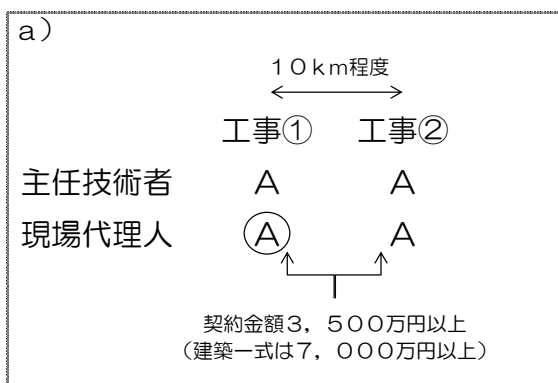 a)
10km程度
工事① 工事②
主任技術者 A A
現場代理人 Ⓐ A
契約金額3,500万円以上
(建築一式は7,000万円以上)